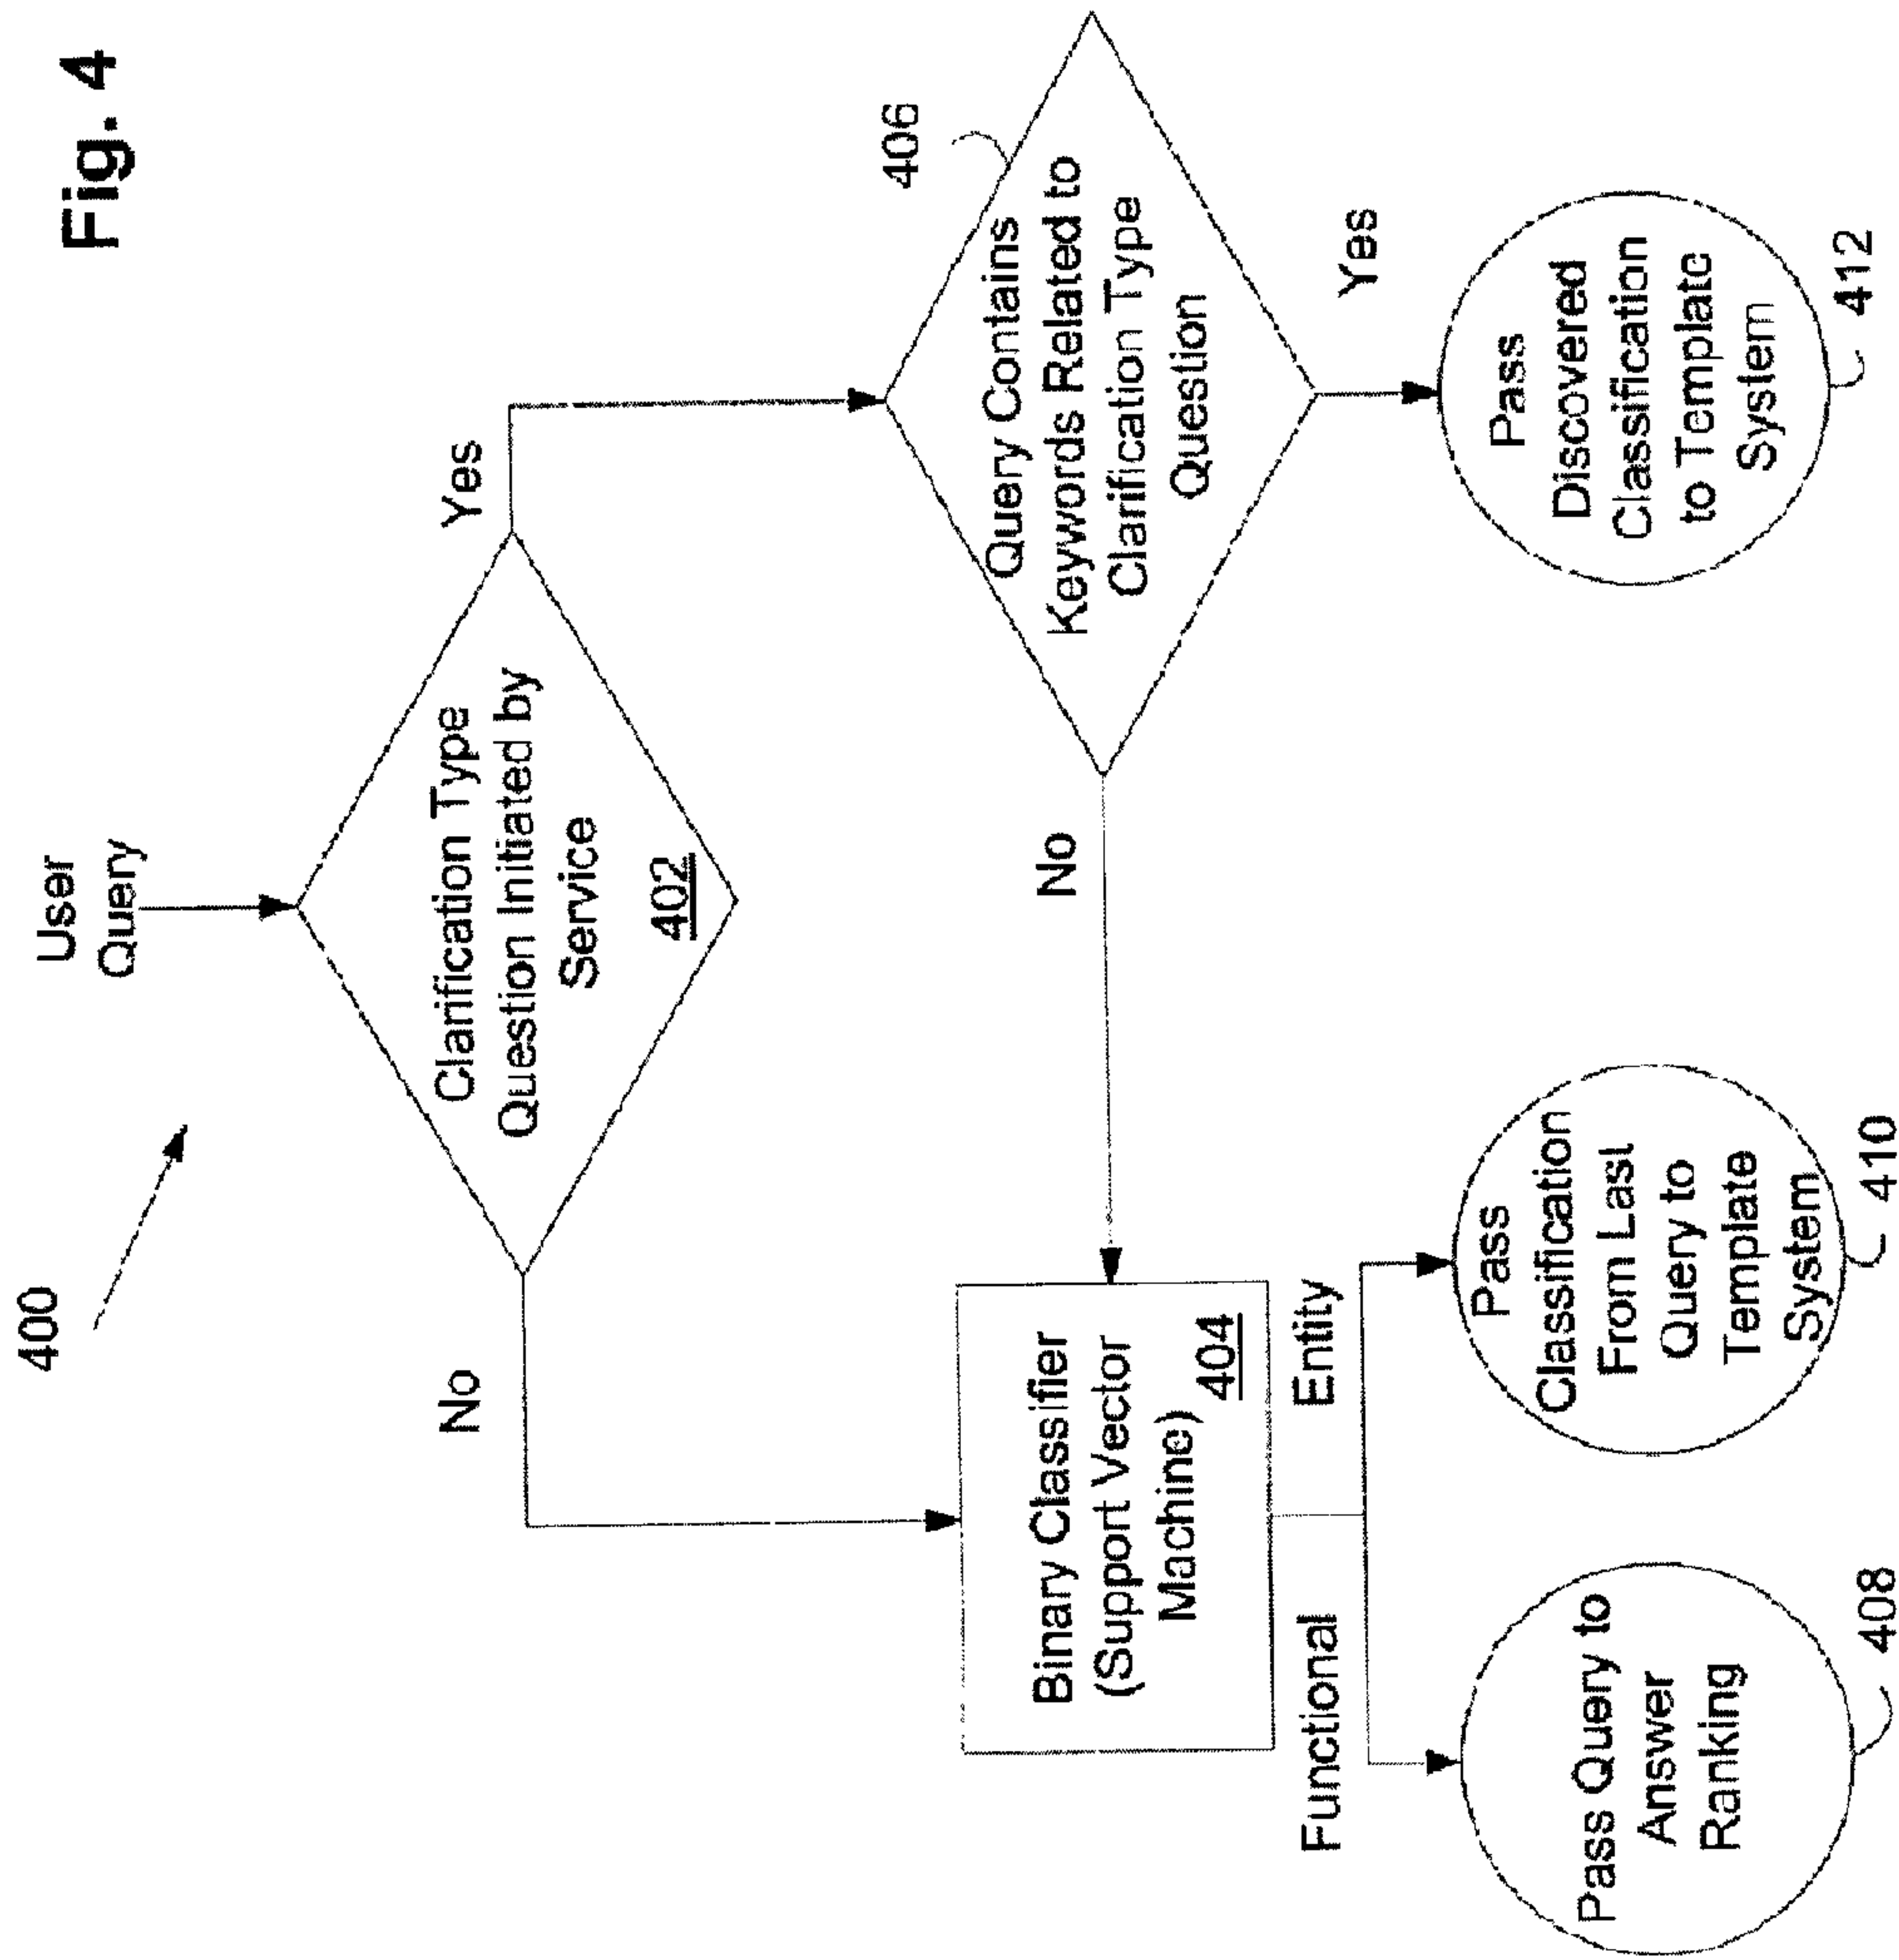 Fig. 4
400
User
Query
Clarification Type
Question Initiated by
Service
402
No
Yes
Query Contains
Keywords Related to
Clarification Type
Question
406
No
Yes
Binary Classifier
(Support Vector
Machine)
404
Functional
Entity
Pass Query to
Answer
Ranking
408
Pass
Classification
From Last
Query to
Template
System
410
Pass
Discovered
Classification
to Template
System
412